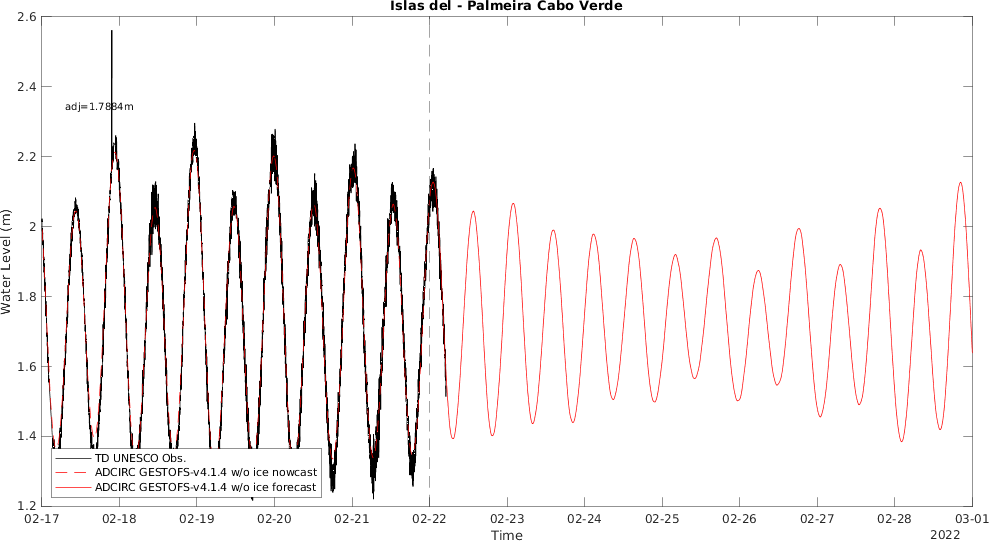 Islas del - Palmeira Cabo Verde
2.6
2.4
adj=1.7884m
2.2
2
Water Level (m)
1.8
1.6
1.4
TD UNESCO Obs.
ADCIRC GESTOFS-v4.1.4 w/o ice nowcast
ADCIRC GESTOFS-v4.1.4 w/o ice forecast
1.2
02-17 02-18 02-19 02-20 02-21 02-22 02-23 02-24 02-25 02-26 02-27 02-28 03-01
Time
2022